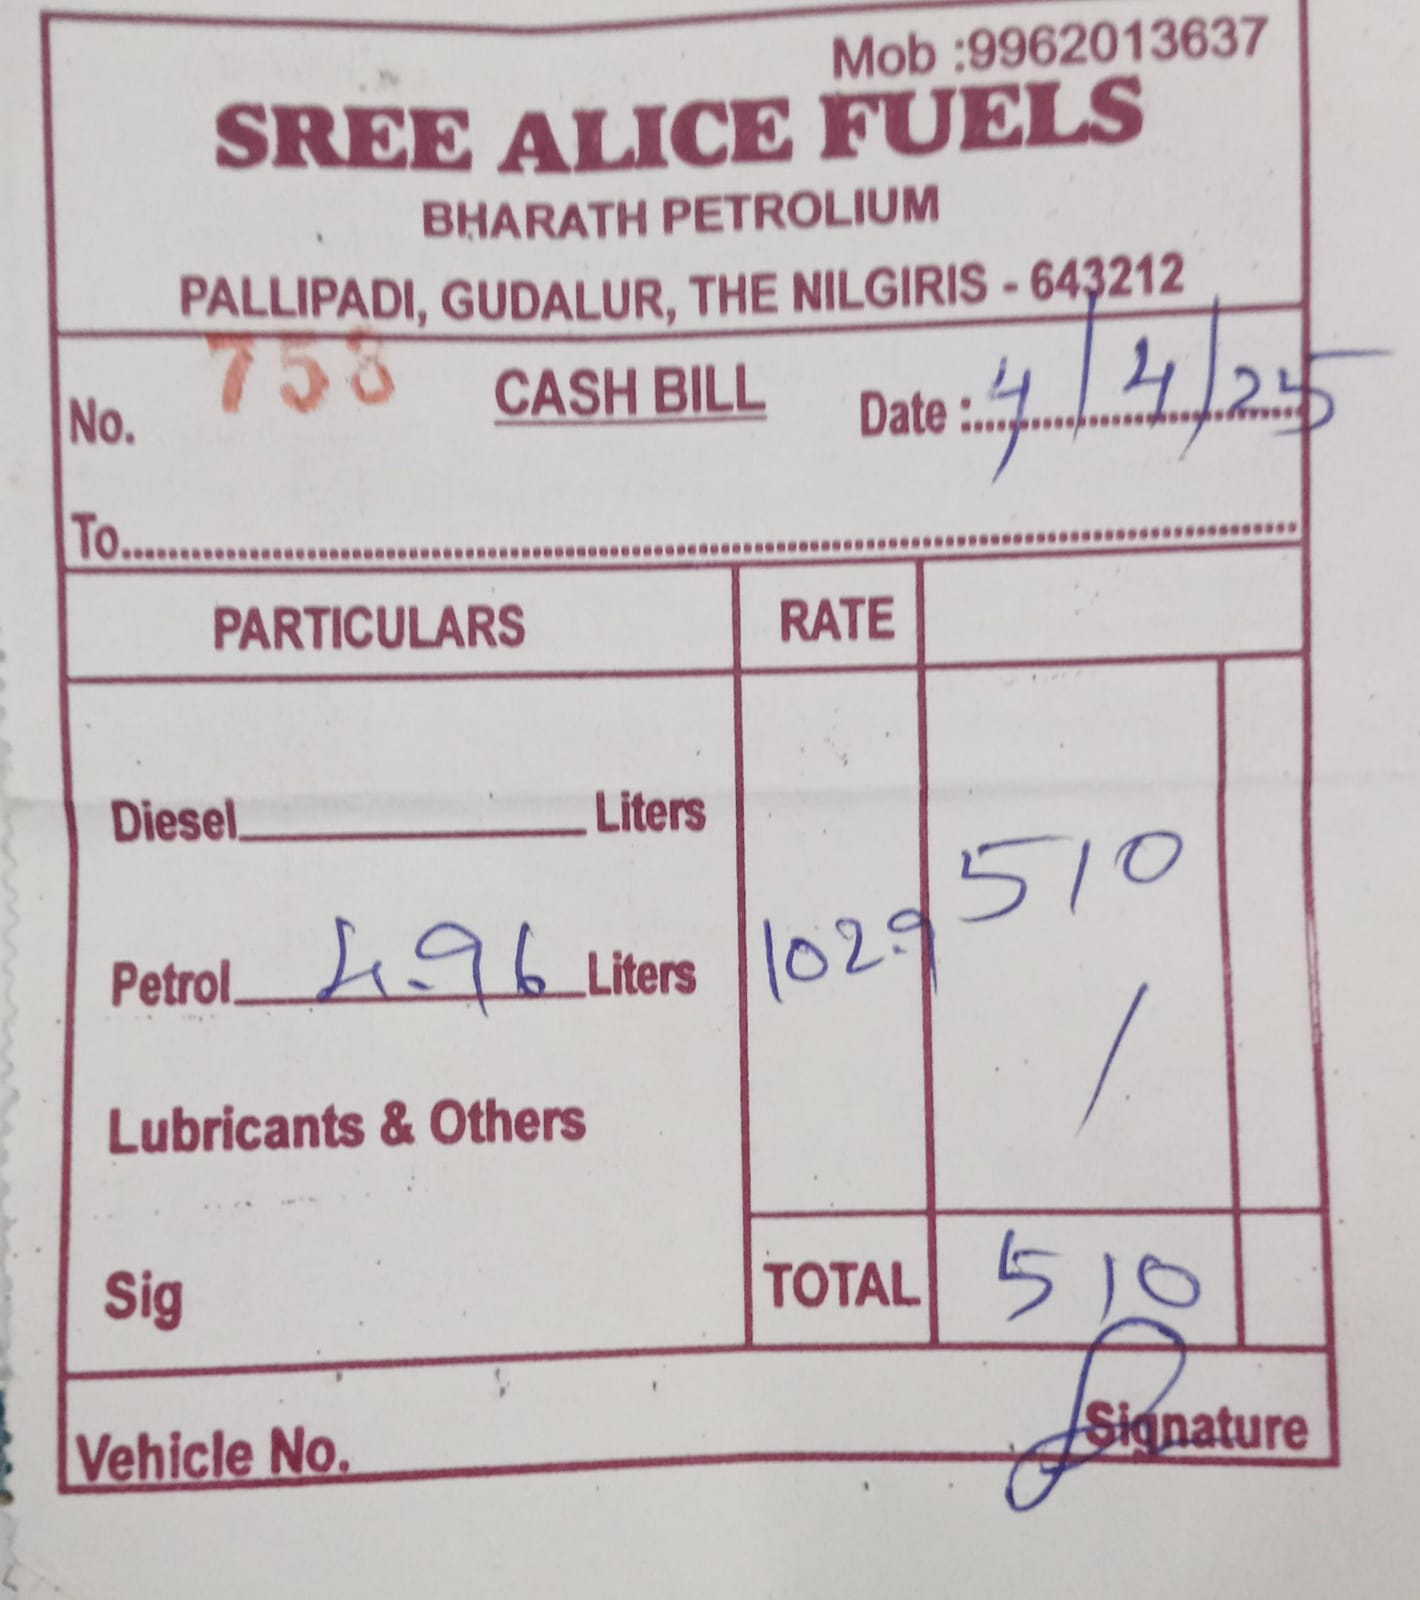 Mob :9962013637
SREE ALICE FUELS
BHARATH PETROLIUM
PALLIPADI, GUDALUR, THE NILGIRIS - 643212
No. 758 CASH BILL Date : 4/4/25
To
PARTICULARS RATE
Diesel Liters 510
Petrol 4.96 Liters 102.9
Lubricants & Others /
Sig TOTAL 510
Vehicle No. Signature